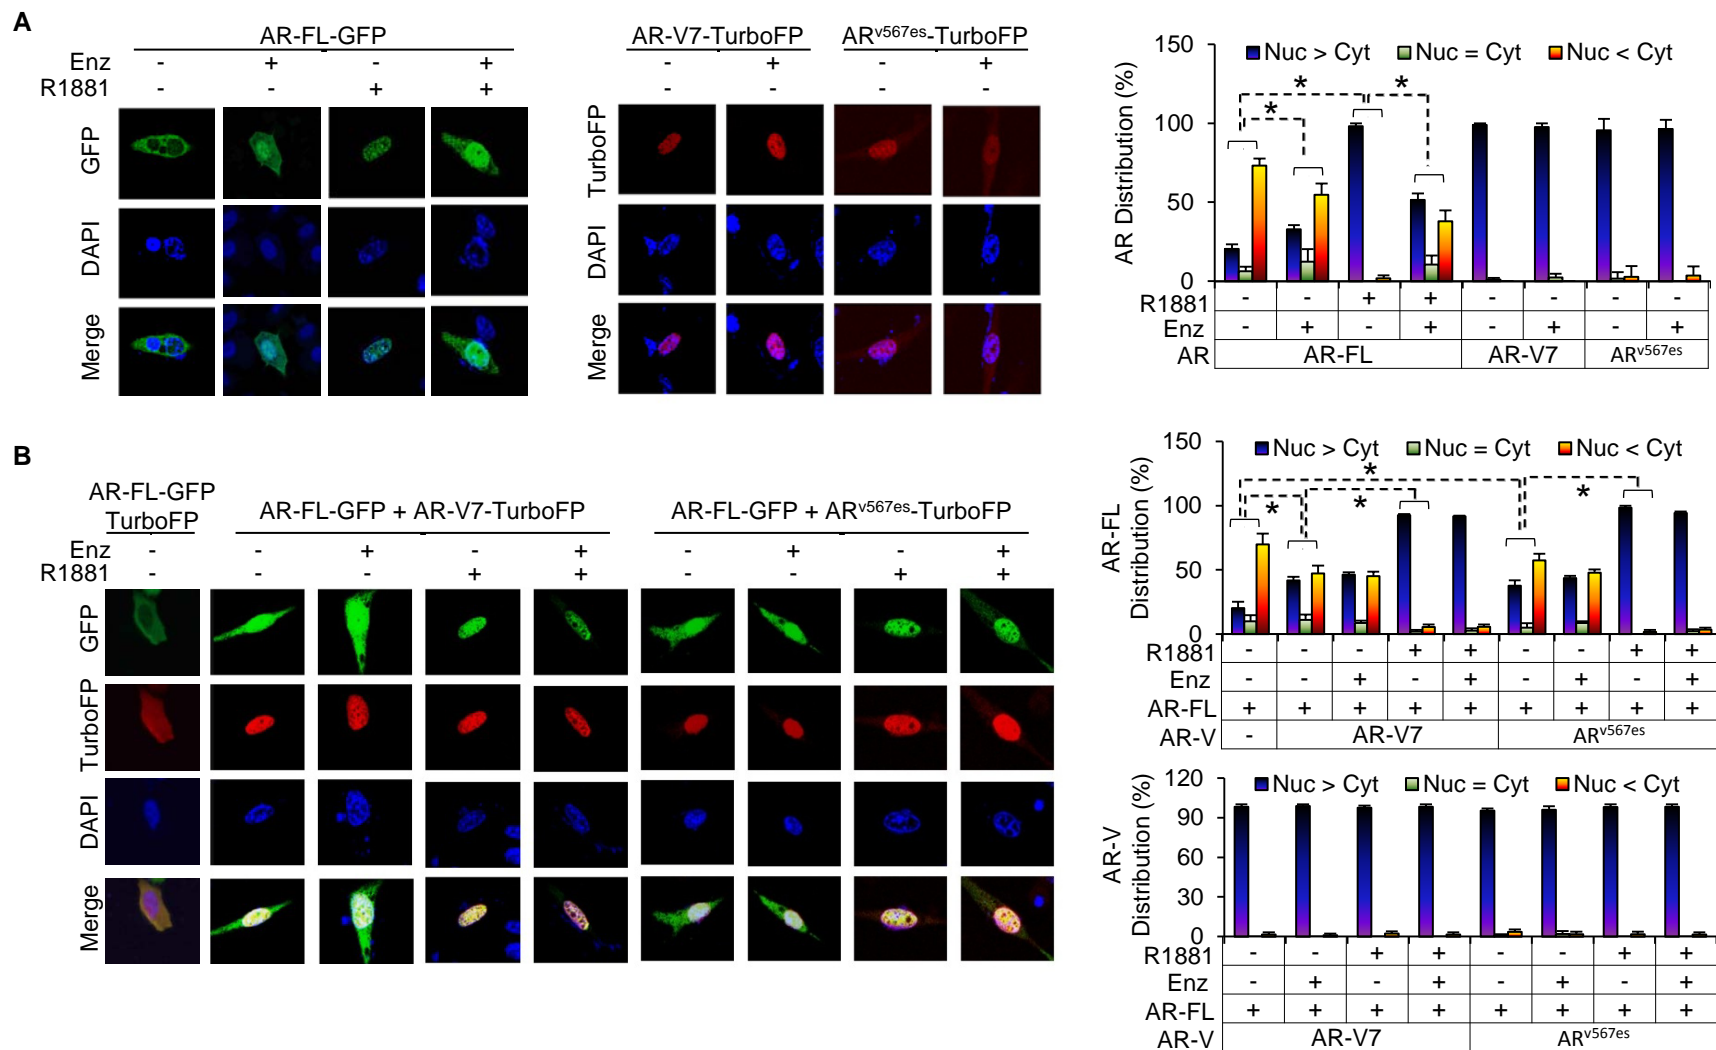 A
AR-FL-GFP
Enz - + - +
R1881 - - + +
GFP
DAPI
Merge
AR-V7-TurboFP ARv567es-TurboFP
- + - +
- - - -
TurboFP
DAPI
Merge
AR Distribution (%)
150
100
50
0
Nuc > Cyt Nuc = Cyt Nuc < Cyt
* *
*
R1881 - - + + - - - -
Enz - + - + - + - +
AR AR-FL AR-V7 ARv567es
B
AR-FL-GFP
TurboFP
AR-FL-GFP + AR-V7-TurboFP AR-FL-GFP + ARv567es-TurboFP
Enz - - + - + - + - +
R1881 - - - + + - - + +
GFP
TurboFP
DAPI
Merge
AR-FL
Distribution (%)
150
100
50
0
Nuc > Cyt Nuc = Cyt Nuc < Cyt
*
* * *
R1881 - - - + + - - + +
Enz - - + - + - + - +
AR-FL + + + + + + + + +
AR-V - AR-V7 ARv567es
AR-V
Distribution (%)
120
90
60
30
0
Nuc > Cyt Nuc = Cyt Nuc < Cyt
R1881 - - + + - - + +
Enz - + - + - + - +
AR-FL + + + + + + + +
AR-V AR-V7 ARv567es